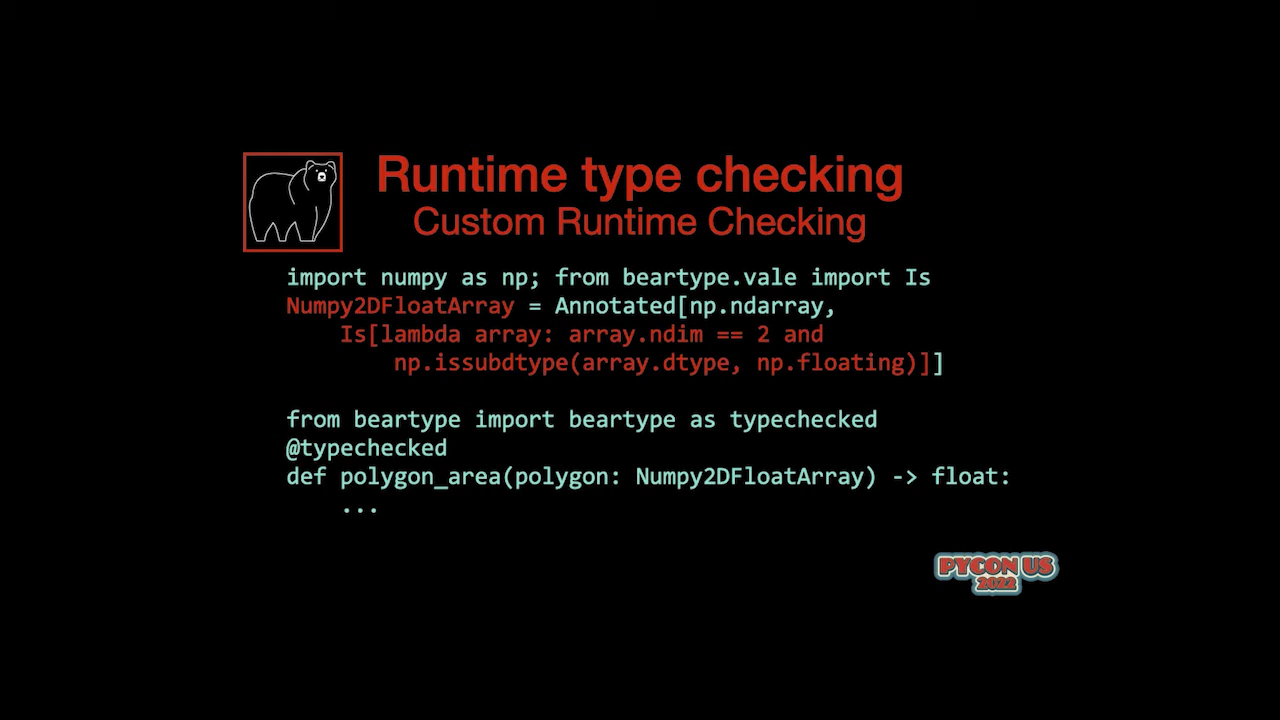 Runtime type checking
Custom Runtime Checking
import numpy as np; from beartype.vale import Is
Numpy2DFloatArray = Annotated[np.ndarray,
    Is[lambda array: array.ndim == 2 and
        np.issubdtype(array.dtype, np.floating)]]
from beartype import beartype as typechecked
@typechecked
def polygon_area(polygon: Numpy2DFloatArray) -> float:
    ...
PYCON US
2022